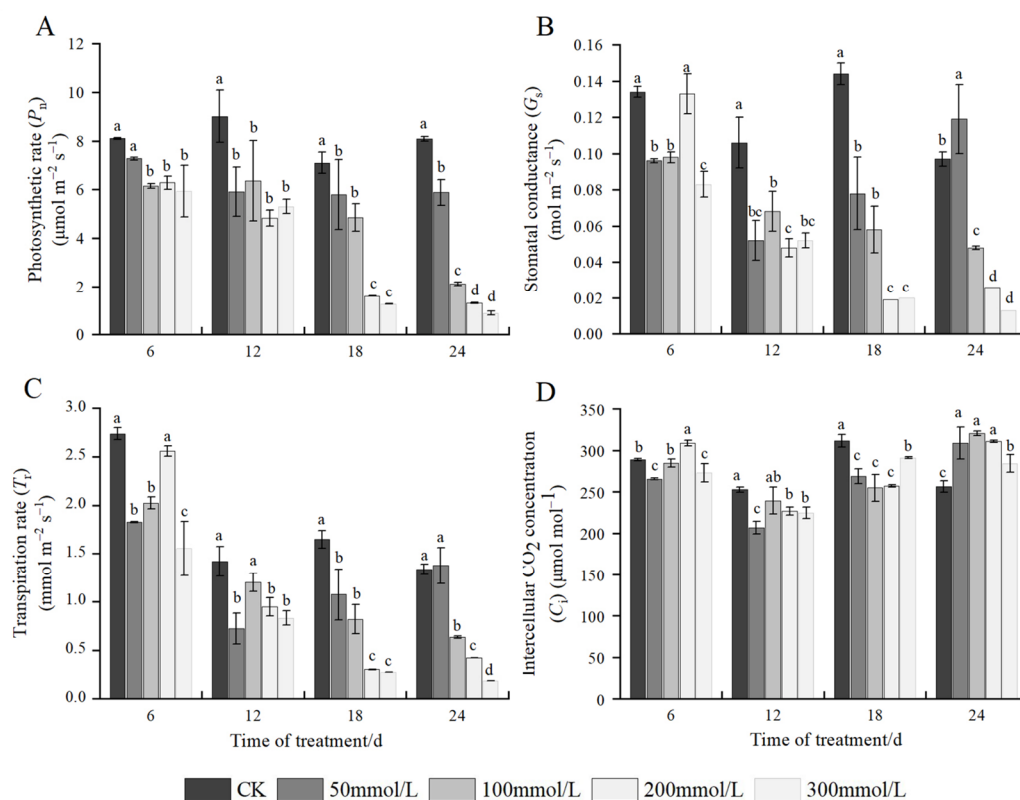 A
Photosynthetic rate (Pn)
(μmol m−2 s−1)
12
10
8
6
4
2
0
a a b b b
a b b b b
a b b c c
a b c d d
6 12 18 24
B
Stomatal conductance (Gs)
(mol m−2 s−1)
0.16
0.14
0.12
0.10
0.08
0.06
0.04
0.02
0.00
a b b a c
a bc b c bc
a b b c c
b a c d d
6 12 18 24
C
Transpiration rate (Tr)
(mmol m−2 s−1)
3.0
2.5
2.0
1.5
1.0
0.5
0.0
a b b a c
a b a b b
a b b c c
a a b c d
6 12 18 24
Time of treatment/d
D
Intercellular CO2 concentration
(Ci) (μmol mol−1)
350
300
250
200
150
100
50
0
b c b a b
a c ab b b
a c c c b
c a a a b
6 12 18 24
Time of treatment/d
CK 50mmol/L 100mmol/L 200mmol/L 300mmol/L